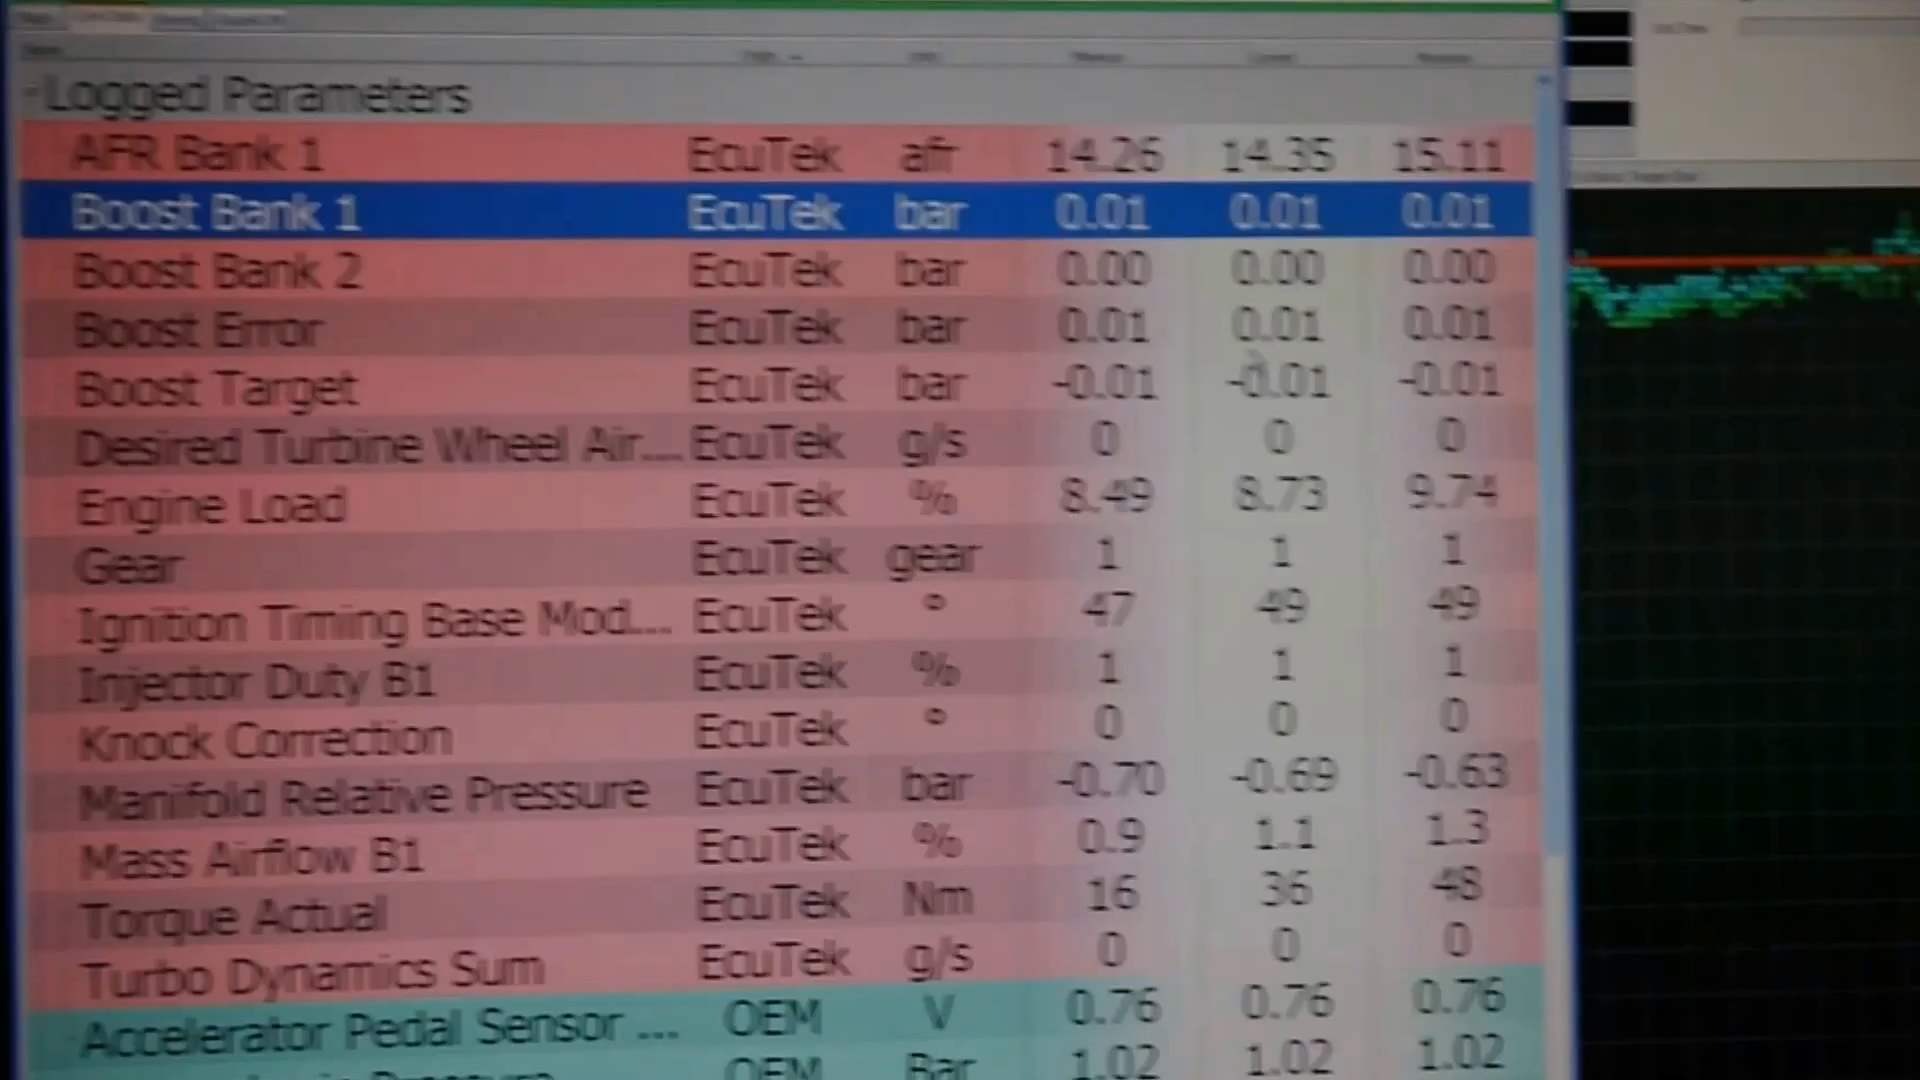 Logged Parameters
AFR Bank 1 EcuTek afr 14.26 14.35 15.11
Boost Bank 1 EcuTek bar 0.01 0.01 0.01
Boost Bank 2 EcuTek bar 0.00 0.00 0.00
Boost Error EcuTek bar 0.01 0.01 0.01
Boost Target EcuTek bar -0.01 -0.01 -0.01
Desired Turbine Wheel Air... EcuTek g/s 0 0 0
Engine Load EcuTek % 8.49 8.73 9.74
Gear EcuTek gear 1 1 1
Ignition Timing Base Mod... EcuTek ° 47 49 49
Injector Duty B1 EcuTek % 1 1 1
Knock Correction EcuTek ° 0 0 0
Manifold Relative Pressure EcuTek bar -0.70 -0.69 -0.63
Mass Airflow B1 EcuTek % 0.9 1.1 1.3
Torque Actual EcuTek Nm 16 36 48
Turbo Dynamics Sum EcuTek g/s 0 0 0
Accelerator Pedal Sensor ... OEM V 0.76 0.76 0.76
Pressure OEM Bar 1.02 1.02 1.02